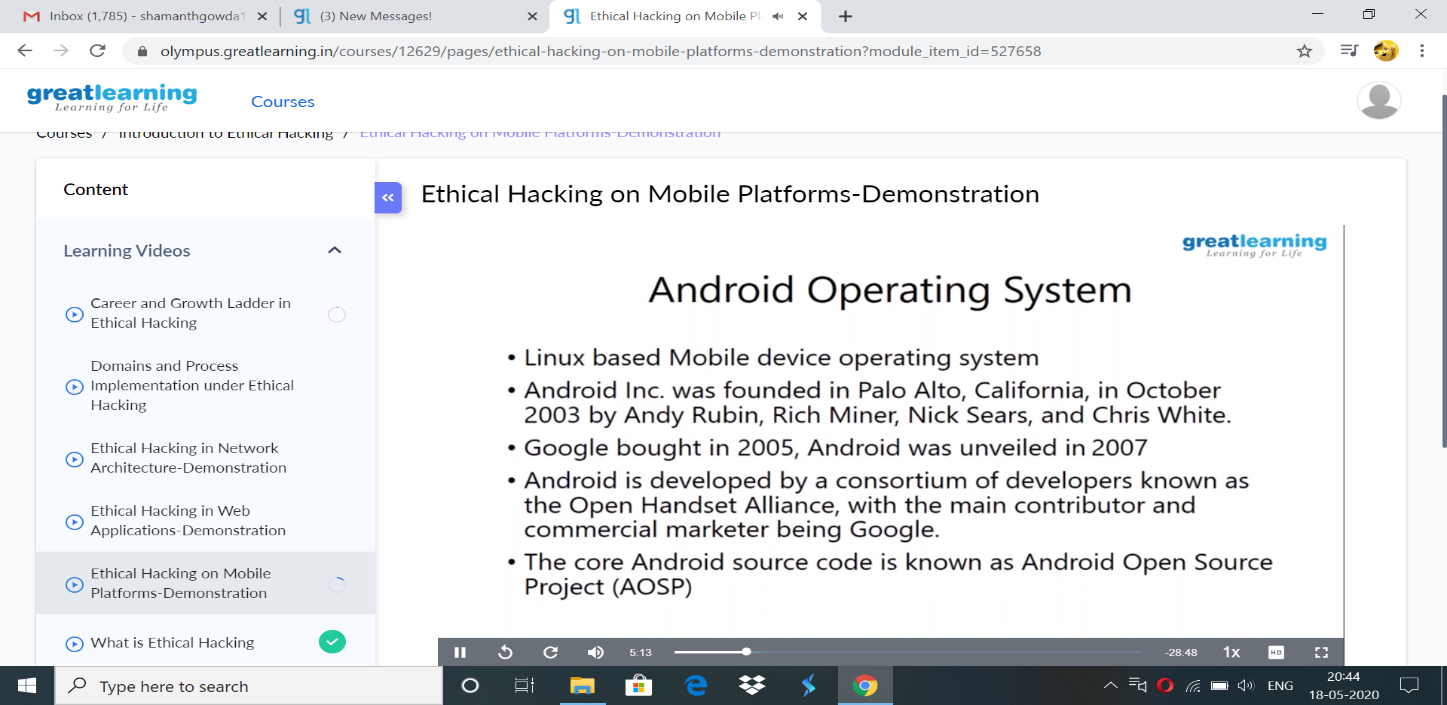 Inbox (1,785) - shamanthgowda1
(3) New Messages!
Ethical Hacking on Mobile Pl
olympus.greatlearning.in/courses/12629/pages/ethical-hacking-on-mobile-platforms-demonstration?module_item_id=527658
greatlearning
Learning for Life
Courses
Courses / Introduction to Ethical Hacking / Ethical Hacking on Mobile Platforms-Demonstration
Content
Learning Videos
Career and Growth Ladder in
Ethical Hacking
Domains and Process
Implementation under Ethical
Hacking
Ethical Hacking in Network
Architecture-Demonstration
Ethical Hacking in Web
Applications-Demonstration
Ethical Hacking on Mobile
Platforms-Demonstration
What is Ethical Hacking
Ethical Hacking on Mobile Platforms-Demonstration
greatlearning
Learning for Life
Android Operating System
• Linux based Mobile device operating system
• Android Inc. was founded in Palo Alto, California, in October
2003 by Andy Rubin, Rich Miner, Nick Sears, and Chris White.
• Google bought in 2005, Android was unveiled in 2007
• Android is developed by a consortium of developers known as
the Open Handset Alliance, with the main contributor and
commercial marketer being Google.
• The core Android source code is known as Android Open Source
Project (AOSP)
5:13
-28:48
1x
HD
Type here to search
ENG
20:44
18-05-2020